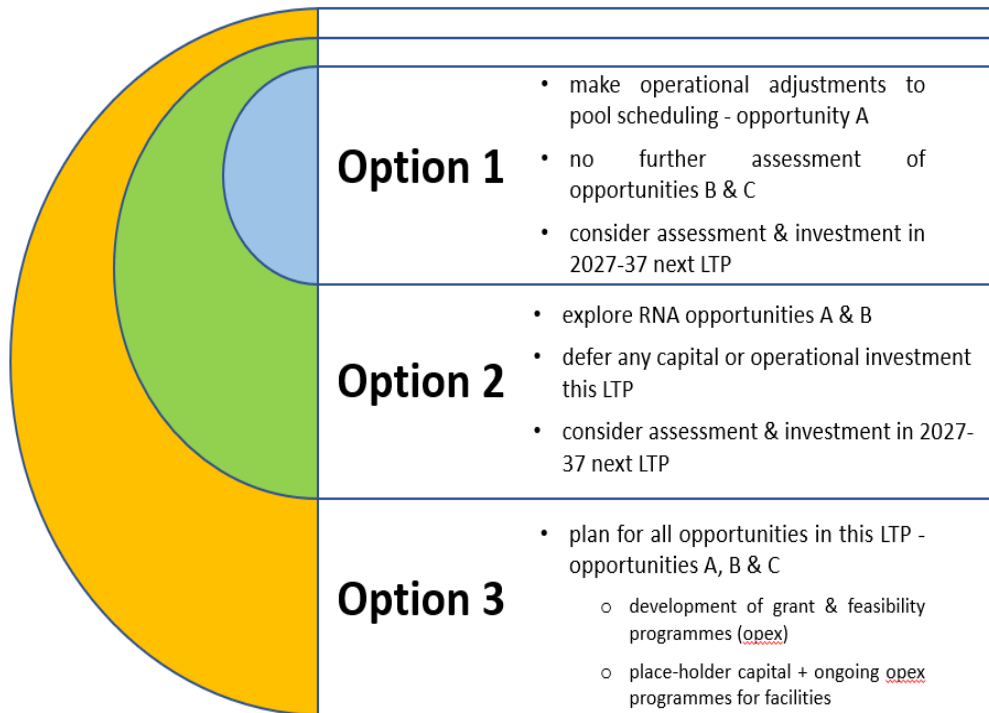 Option 1
• make operational adjustments to
pool scheduling - opportunity A
• no further assessment of
opportunities B & C
• consider assessment & investment in
2027-37 next LTP
Option 2
• explore RNA opportunities A & B
• defer any capital or operational investment
this LTP
• consider assessment & investment in 2027-
37 next LTP
Option 3
• plan for all opportunities in this LTP -
opportunities A, B & C
o development of grant & feasibility
programmes (opex)
o place-holder capital + ongoing opex
programmes for facilities